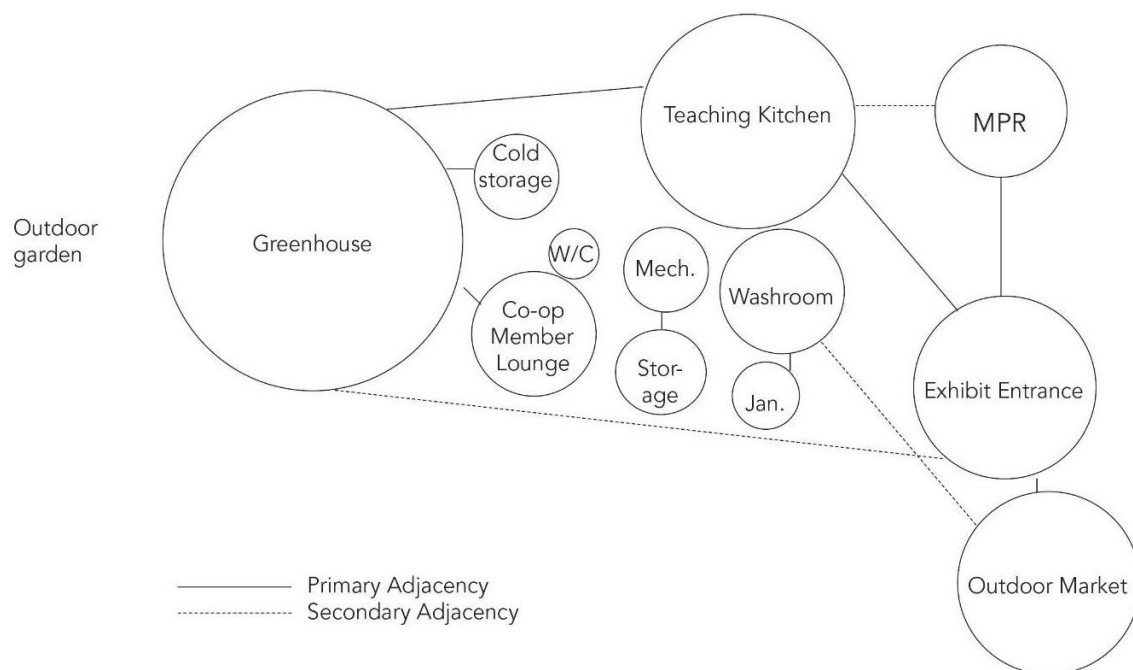 Teaching Kitchen
MPR
Cold
storage
Outdoor
garden
Greenhouse
W/C
Mech.
Washroom
Co-op
Member
Lounge
Stor-
age
Jan.
Exhibit Entrance
Outdoor Market
Primary Adjacency
Secondary Adjacency